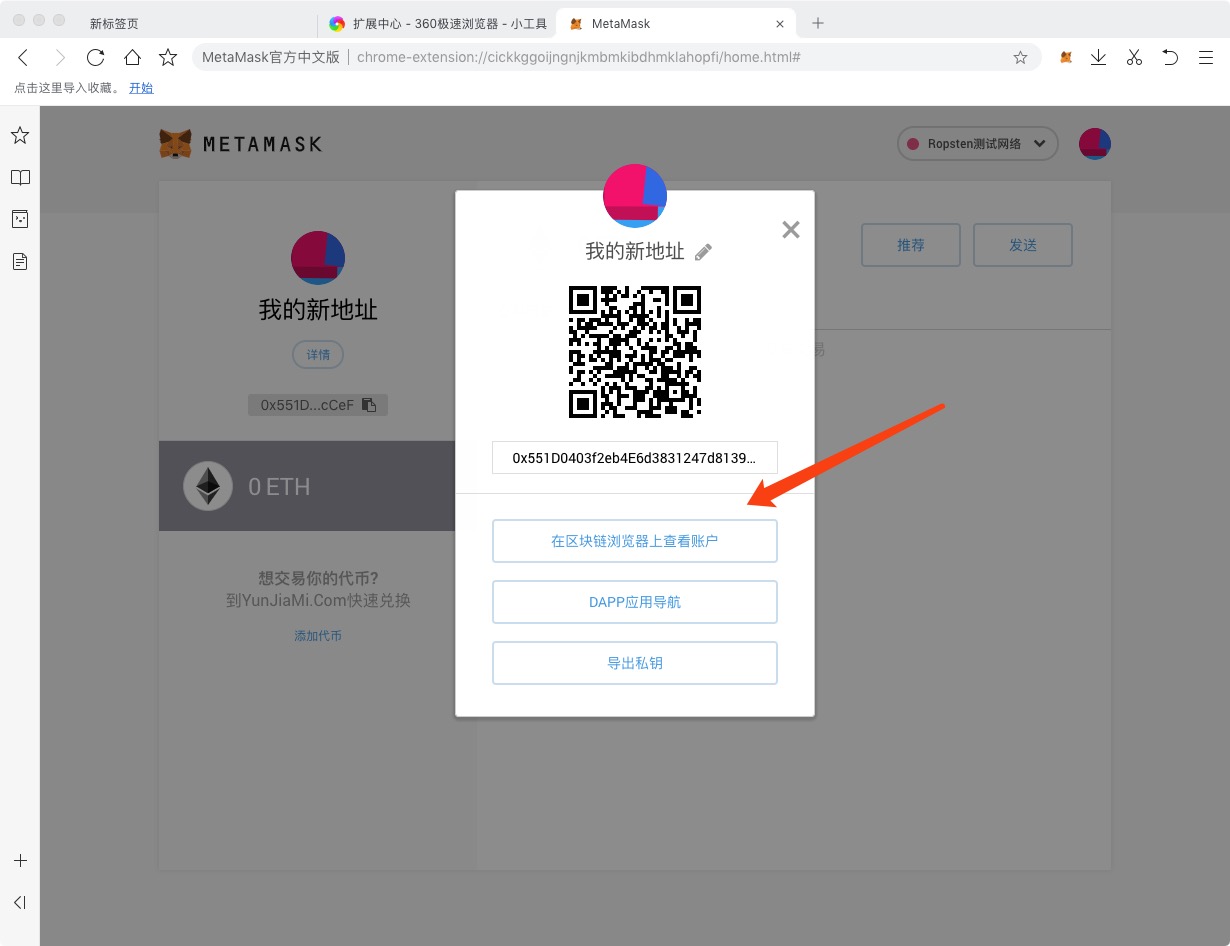 新标签页
扩展中心 - 360极速浏览器 - 小工具
MetaMask
MetaMask官方中文版
chrome-extension://cickkggoijngnjkmbmkibdhmklahopfi/home.html#
点击这里导入收藏。 开始
METAMASK
Ropsten测试网络
我的新地址
详情
0x551D...cCeF
0 ETH
想交易你的代币?
到YunJiaMi.Com快速兑换
添加代币
我的新地址
0x551D0403f2eb4E6d3831247d8139...
在区块链浏览器上查看账户
DAPP应用导航
导出私钥
推荐
发送
易